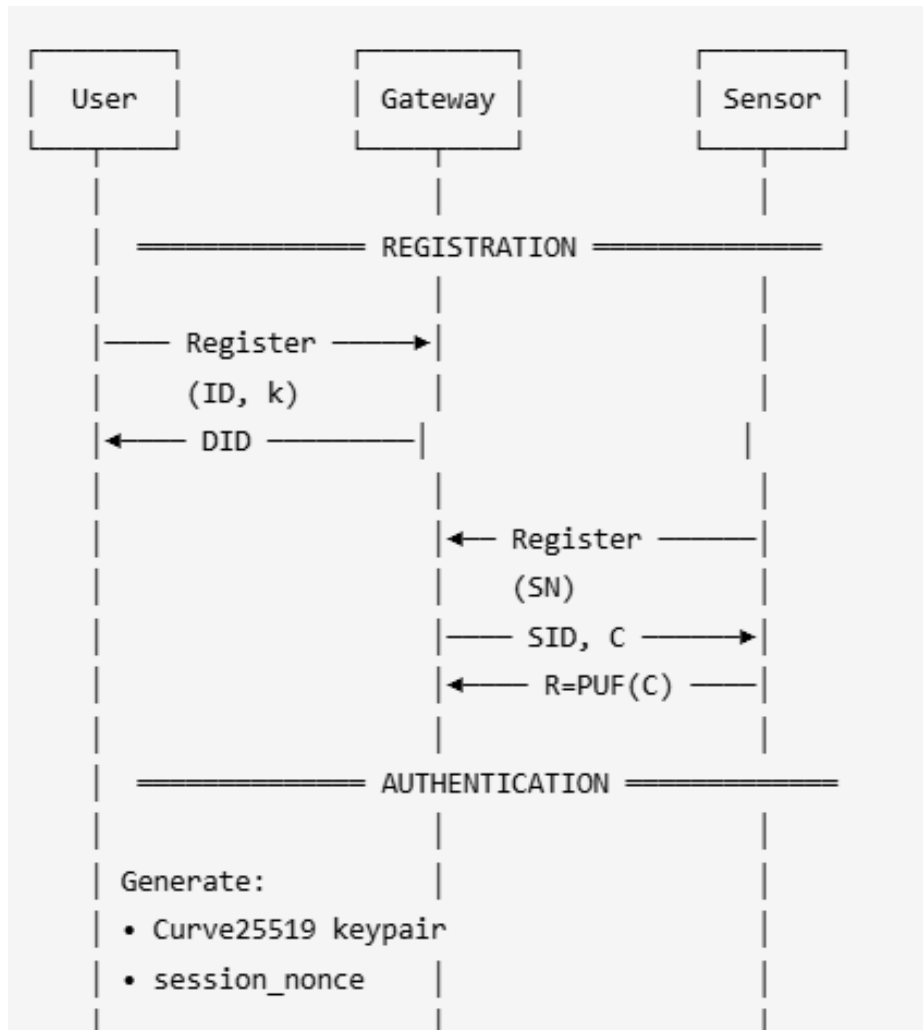 User Gateway Sensor
REGISTRATION
Register
(ID, k)
DID
Register
(SN)
SID, C
R=PUF(C)
AUTHENTICATION
Generate:
• Curve25519 keypair
• session_nonce